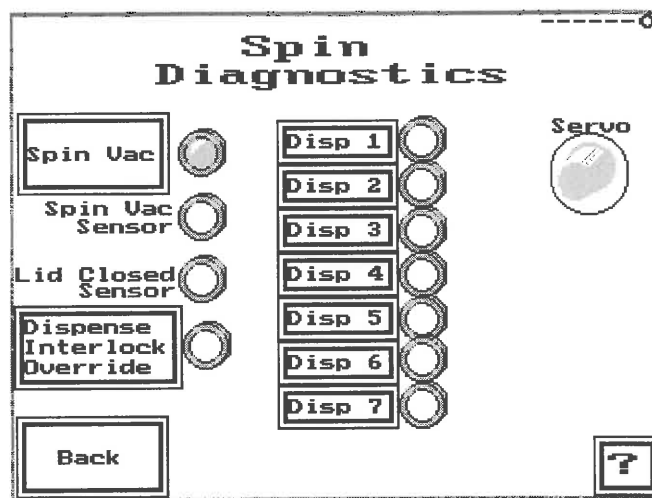 Spin
Diagnostics
Spin Vac
Spin Vac
Sensor
Lid Closed
Sensor
Dispense
Interlock
Override
Back
Disp 1
Disp 2
Disp 3
Disp 4
Disp 5
Disp 6
Disp 7
Servo
?